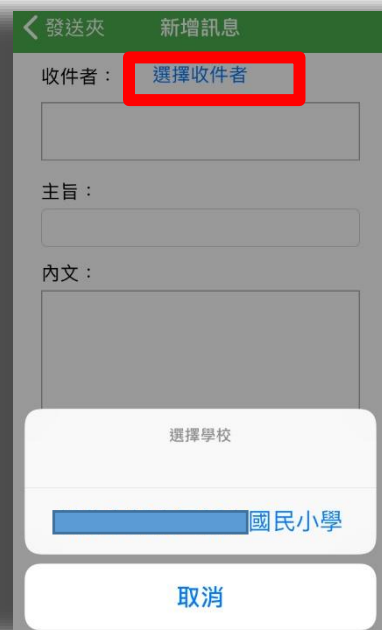 發送夾 新增訊息
收件者： 選擇收件者
主旨：
內文：
選擇學校
國民小學
取消